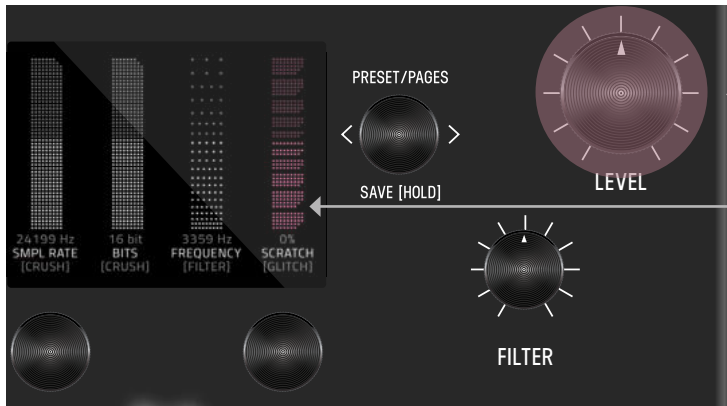 24199 Hz
SMPL RATE
[CRUSH]
16 bit
BITS
[CRUSH]
3359 Hz
FREQUENCY
[FILTER]
0%
SCRATCH
[GLITCH]
PRESET/PAGES
< >
SAVE [HOLD]
LEVEL
FILTER